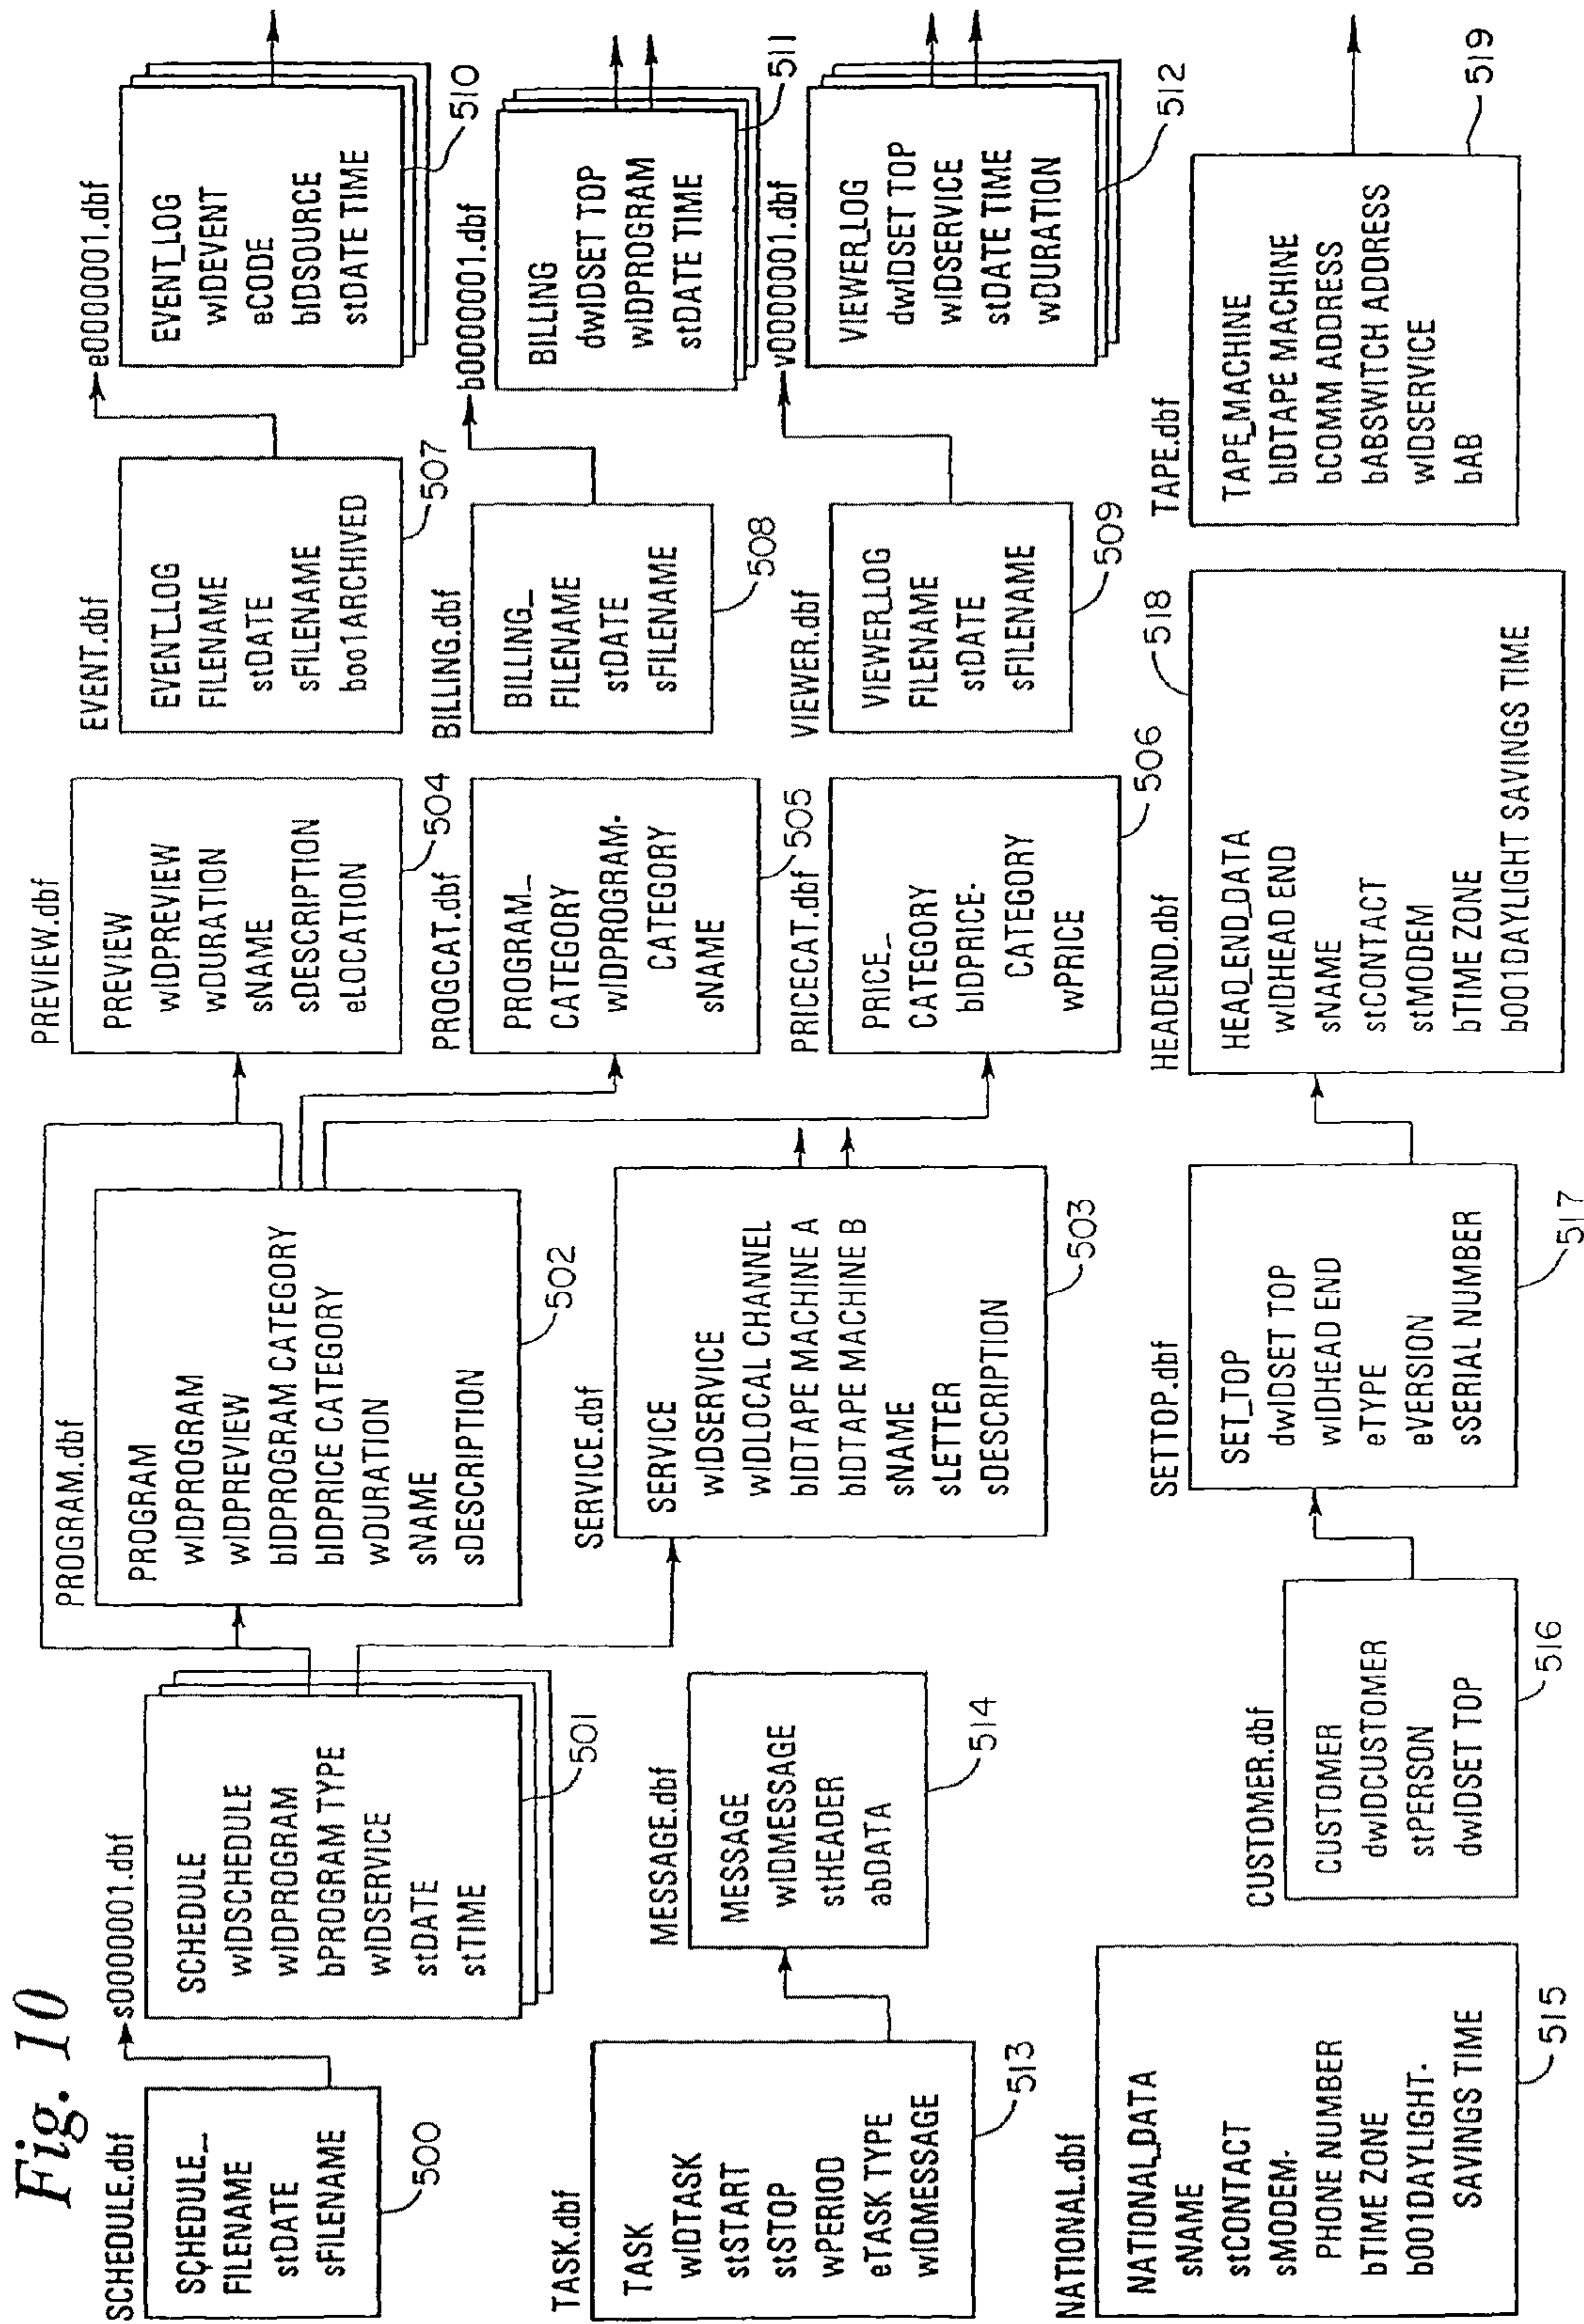 Fig. 10
SCHEDULE.dbf
SCHEDULE_
FILENAME
stDATE
sFILENAME
500
s0000001.dbf
SCHEDULE
wIDSCHEDULE
wIDPROGRAM
bPROGRAM TYPE
wIDSERVICE
stDATE
stTIME
501
PROGRAM.dbf
PROGRAM
wIDPROGRAM
wIDPREVIEW
bIDPROGRAM CATEGORY
bIDPRICE CATEGORY
wDURATION
sNAME
sDESCRIPTION
502
SERVICE.dbf
SERVICE
wIDSERVICE
wIDLOCAL CHANNEL
bIDTAPE MACHINE A
bIDTAPE MACHINE B
sNAME
sLETTER
sDESCRIPTION
503
PREVIEW.dbf
PREVIEW
wIDPREVIEW
wDURATION
sNAME
sDESCRIPTION
eLOCATION
504
PROGCAT.dbf
PROGRAM_
CATEGORY
wIDPROGRAM-
CATEGORY
sNAME
505
PRICECAT.dbf
PRICE_
CATEGORY
bIDPRICE-
CATEGORY
wPRICE
506
EVENT.dbf
EVENT_LOG
FILENAME
stDATE
sFILENAME
boo1ARCHIVED
507
BILLING.dbf
BILLING_
FILENAME
stDATE
sFILENAME
508
VIEWER.dbf
VIEWER_LOG
FILENAME
stDATE
sFILENAME
509
e0000001.dbf
EVENT_LOG
wIDEVENT
eCODE
bIDSOURCE
stDATE TIME
510
b0000001.dbf
BILLING
dwIDSET TOP
wIDPROGRAM
stDATE TIME
511
v0000001.dbf
VIEWER_LOG
dwIDSET TOP
wIDSERVICE
stDATE TIME
wDURATION
512
TASK.dbf
TASK
wIDTASK
stSTART
stSTOP
wPERIOD
eTASK TYPE
wIDMESSAGE
513
MESSAGE.dbf
MESSAGE
wIDMESSAGE
stHEADER
abDATA
514
NATIONAL.dbf
NATIONAL_DATA
sNAME
stCONTACT
sMODEM-
PHONE NUMBER
bTIME ZONE
b001DAYLIGHT-
SAVINGS TIME
515
CUSTOMER.dbf
CUSTOMER
dwIDCUSTOMER
stPERSON
dwIDSET TOP
516
SETTOP.dbf
SET_TOP
dwIDSET TOP
wIDHEAD END
eTYPE
eVERSION
sSERIAL NUMBER
517
HEADEND.dbf
HEAD_END_DATA
wIDHEAD END
sNAME
stCONTACT
stMODEM
bTIME ZONE
b001DAYLIGHT SAVINGS TIME
518
TAPE.dbf
TAPE_MACHINE
bIDTAPE MACHINE
bCOMM ADDRESS
bABSWITCH ADDRESS
wIDSERVICE
bAB
519